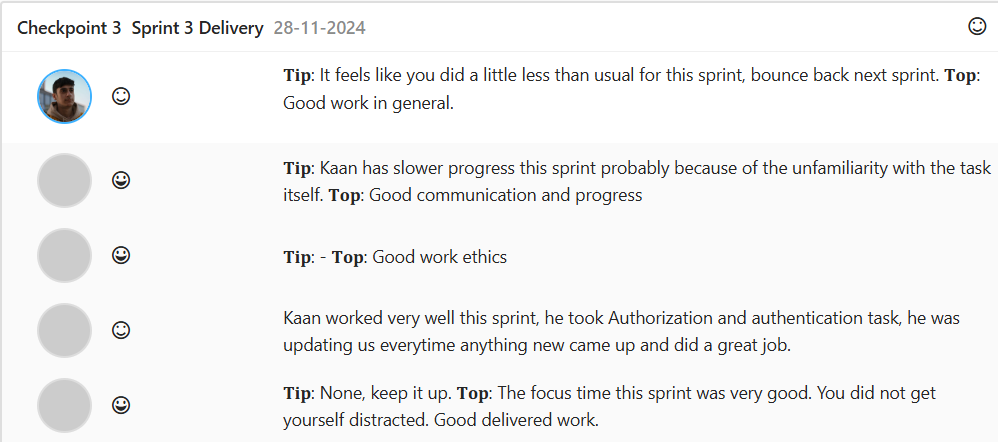 Checkpoint 3 Sprint 3 Delivery 28-11-2024
Tip: It feels like you did a little less than usual for this sprint, bounce back next sprint. Top:
Good work in general.
Tip: Kaan has slower progress this sprint probably because of the unfamiliarity with the task
itself. Top: Good communication and progress
Tip: - Top: Good work ethics
Kaan worked very well this sprint, he took Authorization and authentication task, he was
updating us everytime anything new came up and did a great job.
Tip: None, keep it up. Top: The focus time this sprint was very good. You did not get
yourself distracted. Good delivered work.